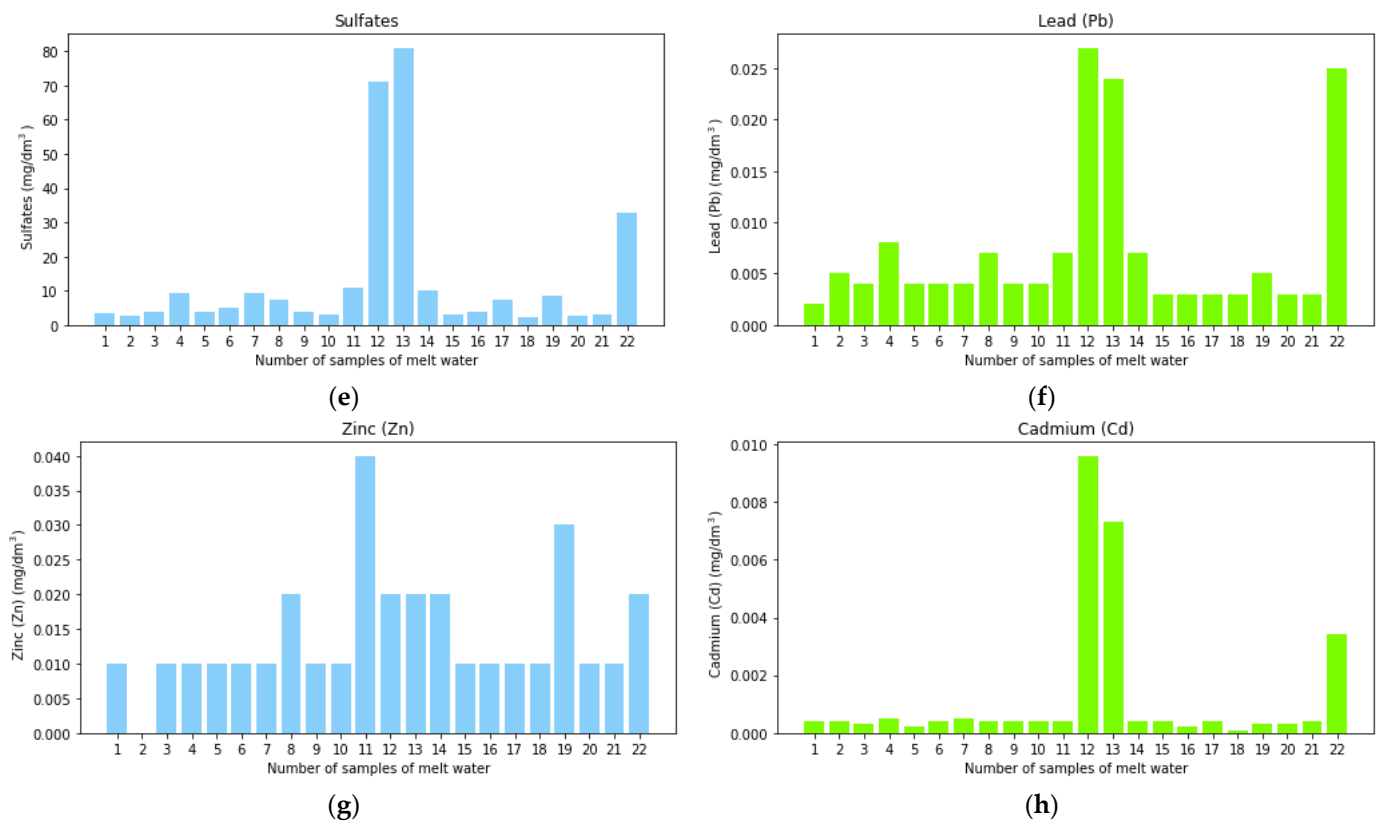 Sulfates
Sulfates (mg/dm³ )
80
70
60
50
40
30
20
10
0
1 2 3 4 5 6 7 8 9 10 11 12 13 14 15 16 17 18 19 20 21 22
Number of samples of melt water
(e)
Lead (Pb)
Lead (Pb) (mg/dm³ )
0.025
0.020
0.015
0.010
0.005
0.000
1 2 3 4 5 6 7 8 9 10 11 12 13 14 15 16 17 18 19 20 21 22
Number of samples of melt water
(f)
Zinc (Zn)
Zinc (Zn) (mg/dm³)
0.040
0.035
0.030
0.025
0.020
0.015
0.010
0.005
0.000
1 2 3 4 5 6 7 8 9 10 11 12 13 14 15 16 17 18 19 20 21 22
Number of samples of melt water
(g)
Cadmium (Cd)
Cadmium (Cd) (mg/dm³)
0.010
0.008
0.006
0.004
0.002
0.000
1 2 3 4 5 6 7 8 9 10 11 12 13 14 15 16 17 18 19 20 21 22
Number of samples of melt water
(h)